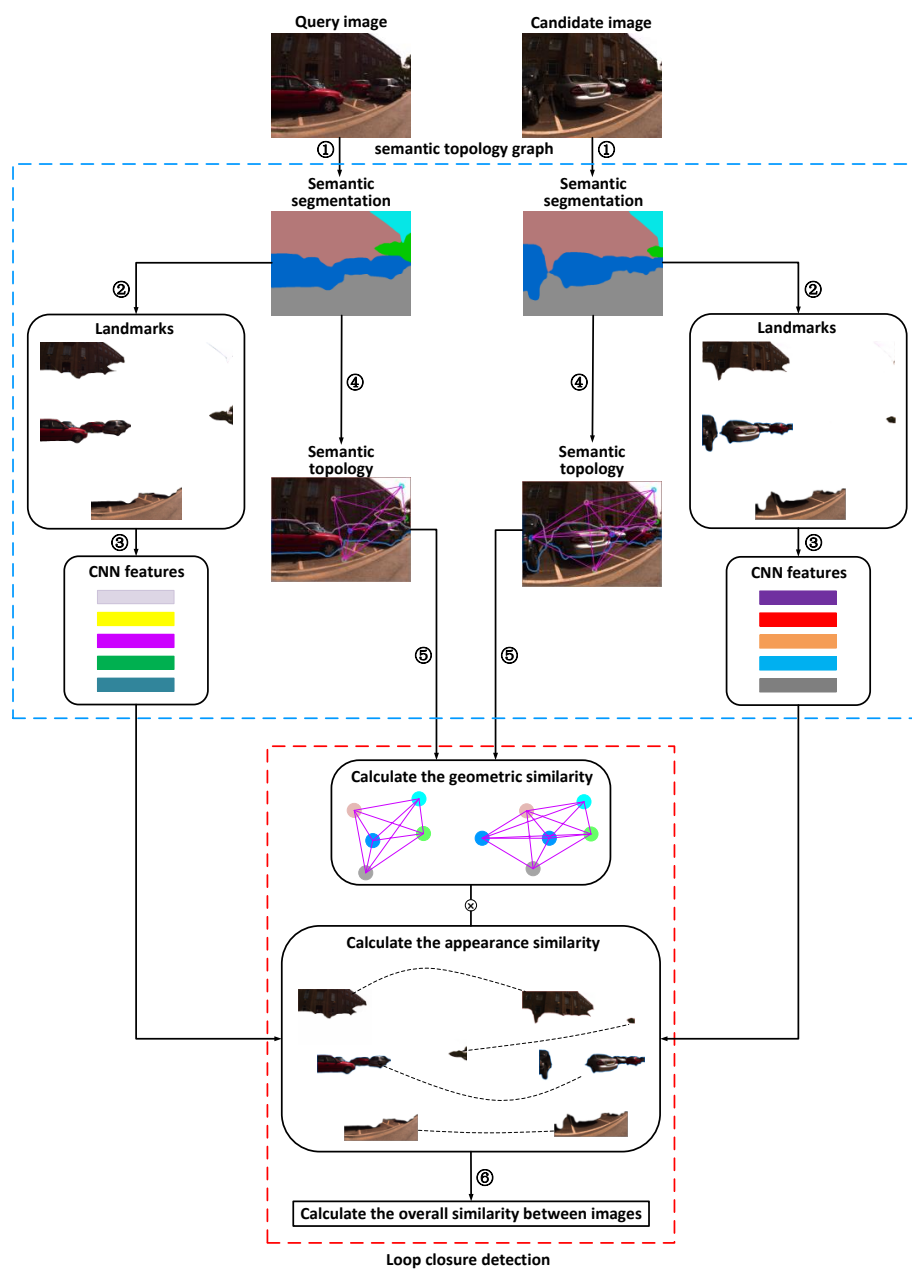 Query image
Candidate image
① semantic topology graph ①
Semantic
segmentation
Semantic
segmentation
②
②
Landmarks
Landmarks
④
④
Semantic
topology
Semantic
topology
③
③
CNN features
CNN features
⑤
⑤
Calculate the geometric similarity
⊗
Calculate the appearance similarity
⑥
Calculate the overall similarity between images
Loop closure detection